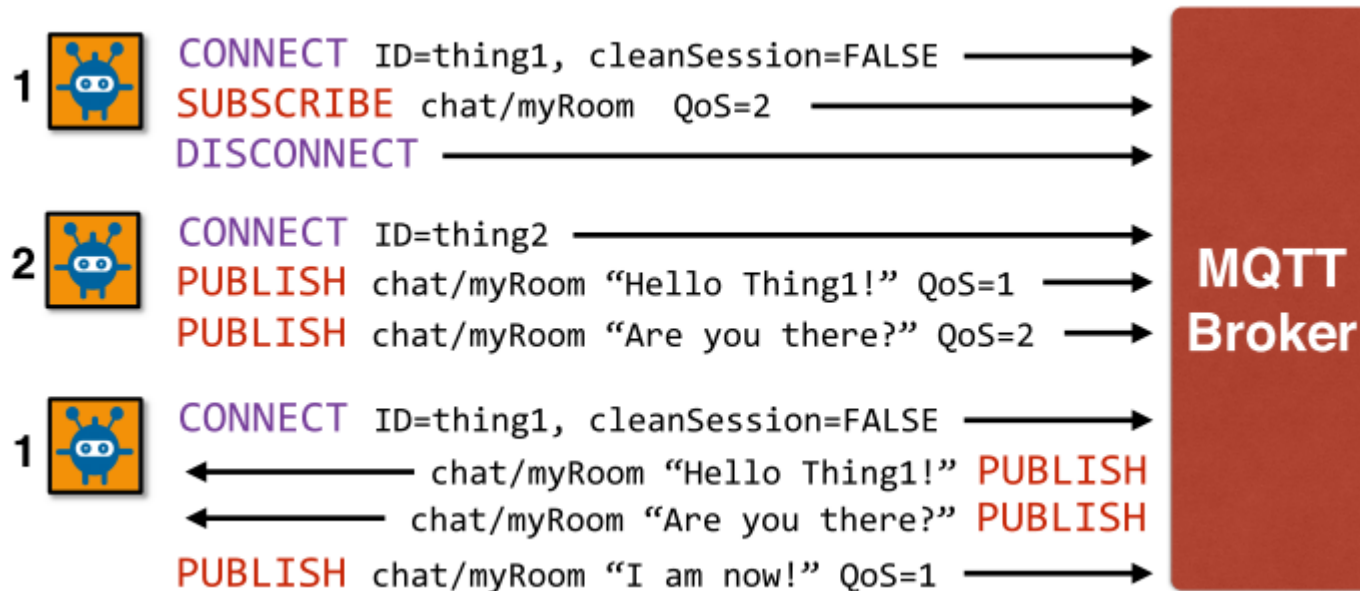 1
CONNECT ID=thing1, cleanSession=FALSE
SUBSCRIBE chat/myRoom QoS=2
DISCONNECT
2
CONNECT ID=thing2
PUBLISH chat/myRoom “Hello Thing1!” QoS=1
PUBLISH chat/myRoom “Are you there?” QoS=2
1
CONNECT ID=thing1, cleanSession=FALSE
chat/myRoom “Hello Thing1!” PUBLISH
chat/myRoom “Are you there?” PUBLISH
PUBLISH chat/myRoom “I am now!” QoS=1
MQTT
Broker